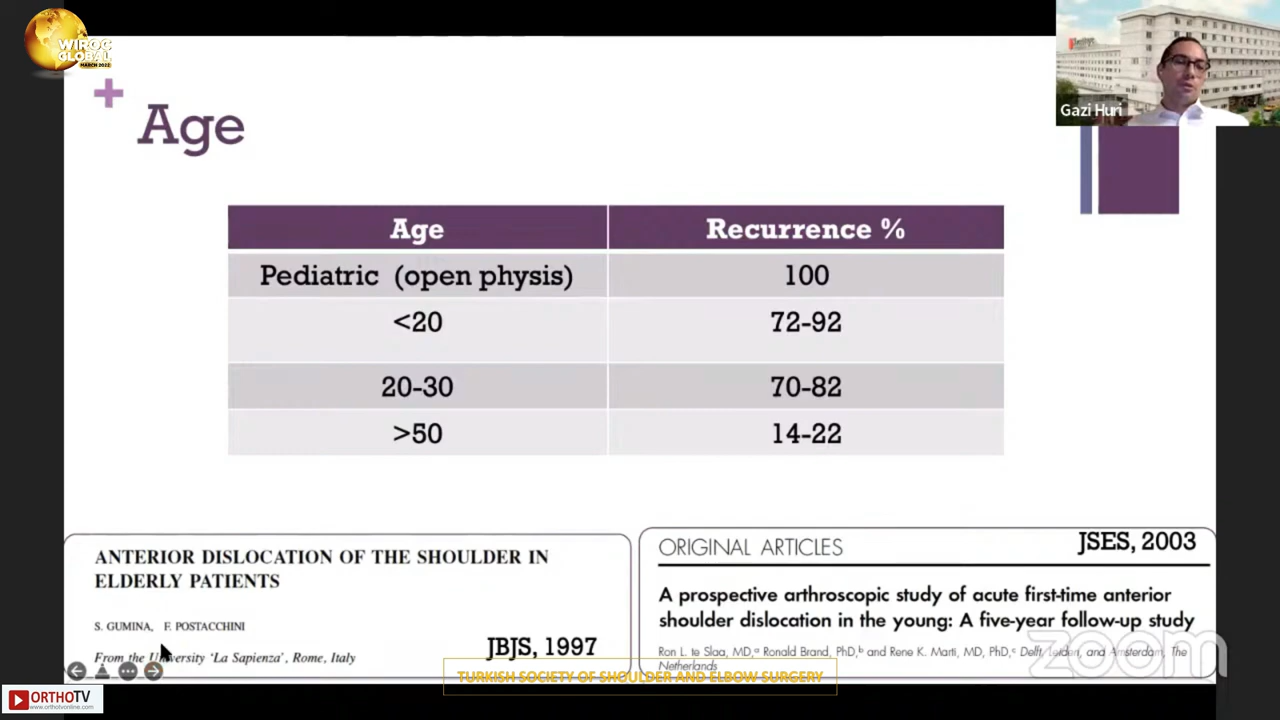 WIROC
GLOBAL
MARCH 2022
Gazi Huri
+ Age
Age Recurrence %
Pediatric (open physis) 100
<20 72-92
20-30 70-82
>50 14-22
ANTERIOR DISLOCATION OF THE SHOULDER IN
ELDERLY PATIENTS
S. GUMINA, F. POSTACCHINI
JBJS, 1997
From the University 'La Sapienza', Rome, Italy
ORIGINAL ARTICLES JSES, 2003
A prospective arthroscopic study of acute first-time anterior
shoulder dislocation in the young: A five-year follow-up study
Ron L. te Slaa, MD,a Ronald Brand, PhD,b and Rene K. Marti, MD, PhD,c Delft, Leiden, and Amsterdam, The
Netherlands
zoom
TURKISH SOCIETY OF SHOULDER AND ELBOW SURGERY
ORTHOTV
www.orthotvonline.com